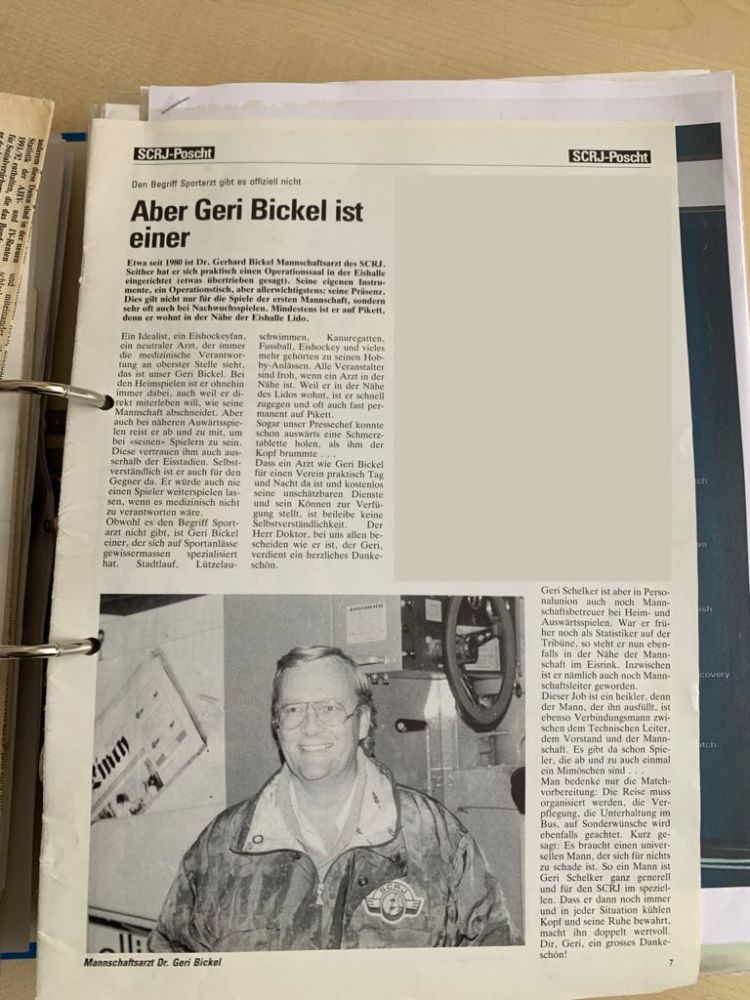 SCRJ-Poscht
SCRJ-Poscht
Den Begriff Sportarzt gibt es offiziell nicht
Aber Geri Bickel ist
einer
Etwa seit 1980 ist Dr. Gerhard Bickel Mannschaftsarzt des SCRJ.
Seither hat er sich praktisch einen Operationssaal in der Eishalle
eingerichtet (etwas übertrieben gesagt). Seine eigenen Instru-
mente, ein Operationstisch, aber allerwichtigstens: seine Präsenz.
Dies gilt nicht nur für die Spiele der ersten Mannschaft, sondern
sehr oft auch bei Nachwuchsspielen. Mindestens ist er auf Pikett,
denn er wohnt in der Nähe der Eishalle Lido.
Ein Idealist, ein Eishockeyfan,
ein neutraler Arzt, der immer
die medizinische Verantwor-
tung an oberster Stelle sieht,
das ist unser Geri Bickel. Bei
den Heimspielen ist er ohnehin
immer dabei, auch weil er di-
rekt miterleben will, wie seine
Mannschaft abschneidet. Aber
auch bei näheren Auwärtsspie-
len reist er ab und zu mit, um
bei «seinen» Spielern zu sein.
Diese vertrauen ihm auch aus-
serhalb der Eisstadien. Selbst-
verständlich ist er auch für den
Gegner da. Er würde auch nie
einen Spieler weiterspielen las-
sen, wenn es medizinisch nicht
zu verantworten wäre.
Obwohl es den Begriff Sport-
arzt nicht gibt, ist Geri Bickel
einer, der sich auf Sportanlässe
gewissermassen spezialisiert
hat. Stadtlauf, Lützelau-
schwimmen, Kanuregatten,
Fussball, Eishockey und vieles
mehr gehörten zu seinen Hob-
by-Anlässen. Alle Veranstalter
sind froh, wenn ein Arzt in der
Nähe ist. Weil er in der Nähe
des Lidos wohnt, ist er schnell
zugegen und oft auch fast per-
manent auf Pikett.
Sogar unser Pressechef konnte
schon auswärts eine Schmerz-
tablette holen, als ihm der
Kopf brummte . . .
Dass ein Arzt wie Geri Bickel
für einen Verein praktisch Tag
und Nacht da ist und kostenlos
seine unschätzbaren Dienste
und sein Können zur Verfü-
gung stellt, ist beileibe keine
Selbstverständlichkeit. Der
Herr Doktor, bei uns allen be-
scheiden wie er ist, der Geri,
verdient ein herzliches Danke-
schön.
Geri Schelker ist aber in Perso-
nalunion auch noch Mann-
schaftsbetreuer bei Heim- und
Auswärtsspielen. War er frü-
her noch als Statistiker auf der
Tribüne, so steht er nun eben-
falls in der Nähe der Mann-
schaft im Eisrink. Inzwischen
ist er nämlich auch noch Mann-
schaftsleiter geworden.
Dieser Job ist ein heikler, denn
der Mann, der ihn ausfüllt, ist
ebenso Verbindungsmann zwi-
schen dem Technischen Leiter,
dem Vorstand und der Mann-
schaft. Es gibt da schon Spie-
ler, die ab und zu auch einmal
ein Mimöschen sind . . .
Man bedenke nur die Match-
vorbereitung: Die Reise muss
organisiert werden, die Ver-
pflegung, die Unterhaltung im
Bus, auf Sonderwünsche wird
ebenfalls geachtet. Kurz ge-
sagt: Es braucht einen univer-
sellen Mann, der sich für nichts
zu schade ist. So ein Mann ist
Geri Schelker ganz generell
und für den SCRJ im speziel-
len. Dass er dann noch immer
und in jeder Situation kühlen
Kopf und seine Ruhe bewahrt,
macht ihn doppelt wertvoll.
Dir, Geri, ein grosses Danke-
schön!
SCRJ
Mannschaftsarzt Dr. Geri Bickel
7